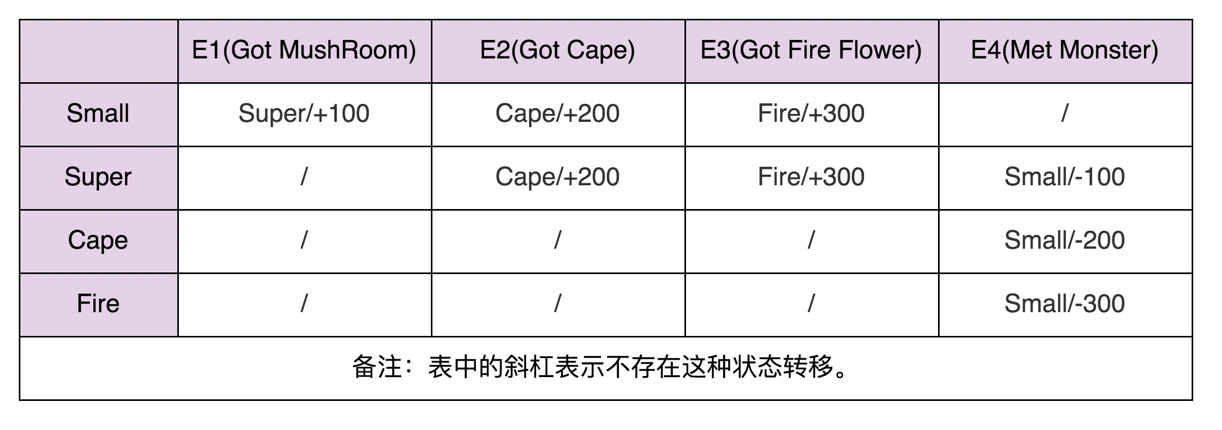 E1(Got MushRoom) E2(Got Cape) E3(Got Fire Flower) E4(Met Monster)
Small Super/+100 Cape/+200 Fire/+300 /
Super / Cape/+200 Fire/+300 Small/-100
Cape / / / Small/-200
Fire / / / Small/-300
备注：表中的斜杠表示不存在这种状态转移。